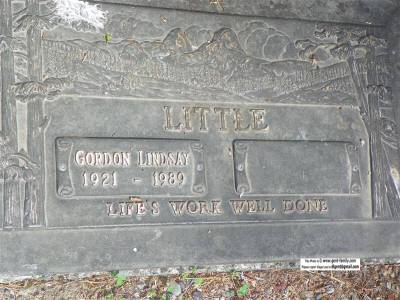 LITTLE
GORDON LINDSAY
1921 - 1989
LIFE'S WORK WELL DONE